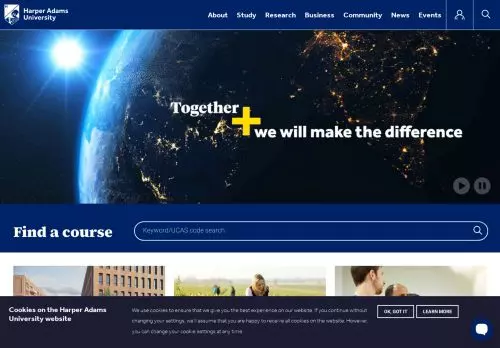 Harper Adams
University
About Study Research Business Community News Events
Together
we will make the difference
Find a course
Keyword/UCAS code search
Cookies on the Harper Adams
University website
We use cookies to ensure that we give you the best experience on our website. If you continue without
changing your settings, we'll assume that you are happy to receive all cookies on the website. However,
you can change your cookie settings at any time.
OK, GOT IT
LEARN MORE